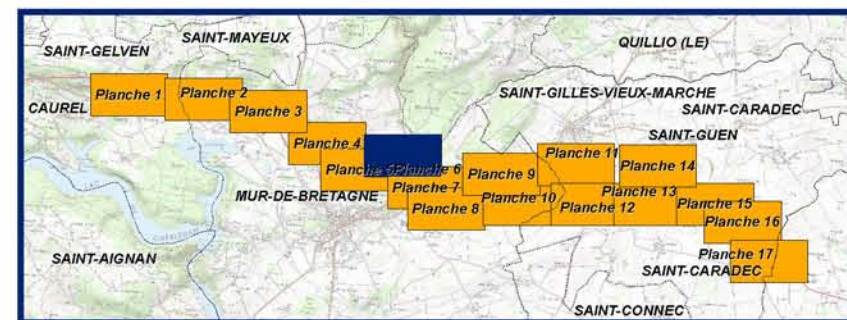 SAINT-GELVEN
SAINT-MAYEUX
QUILLIO (LE)
Planche 1
Planche 2
Planche 3
CAUREL
SAINT-GILLES-VIEUX-MARCHE
SAINT-CARADEC
SAINT-GUEN
Planche 4
Planche 5
Planche 6
Planche 7
Planche 8
Planche 9
Planche 10
Planche 11
Planche 12
Planche 13
Planche 14
Planche 15
Planche 16
Planche 17
MUR-DE-BRETAGNE
SAINT-AIGNAN
SAINT-CARADEC
SAINT-CONNEC